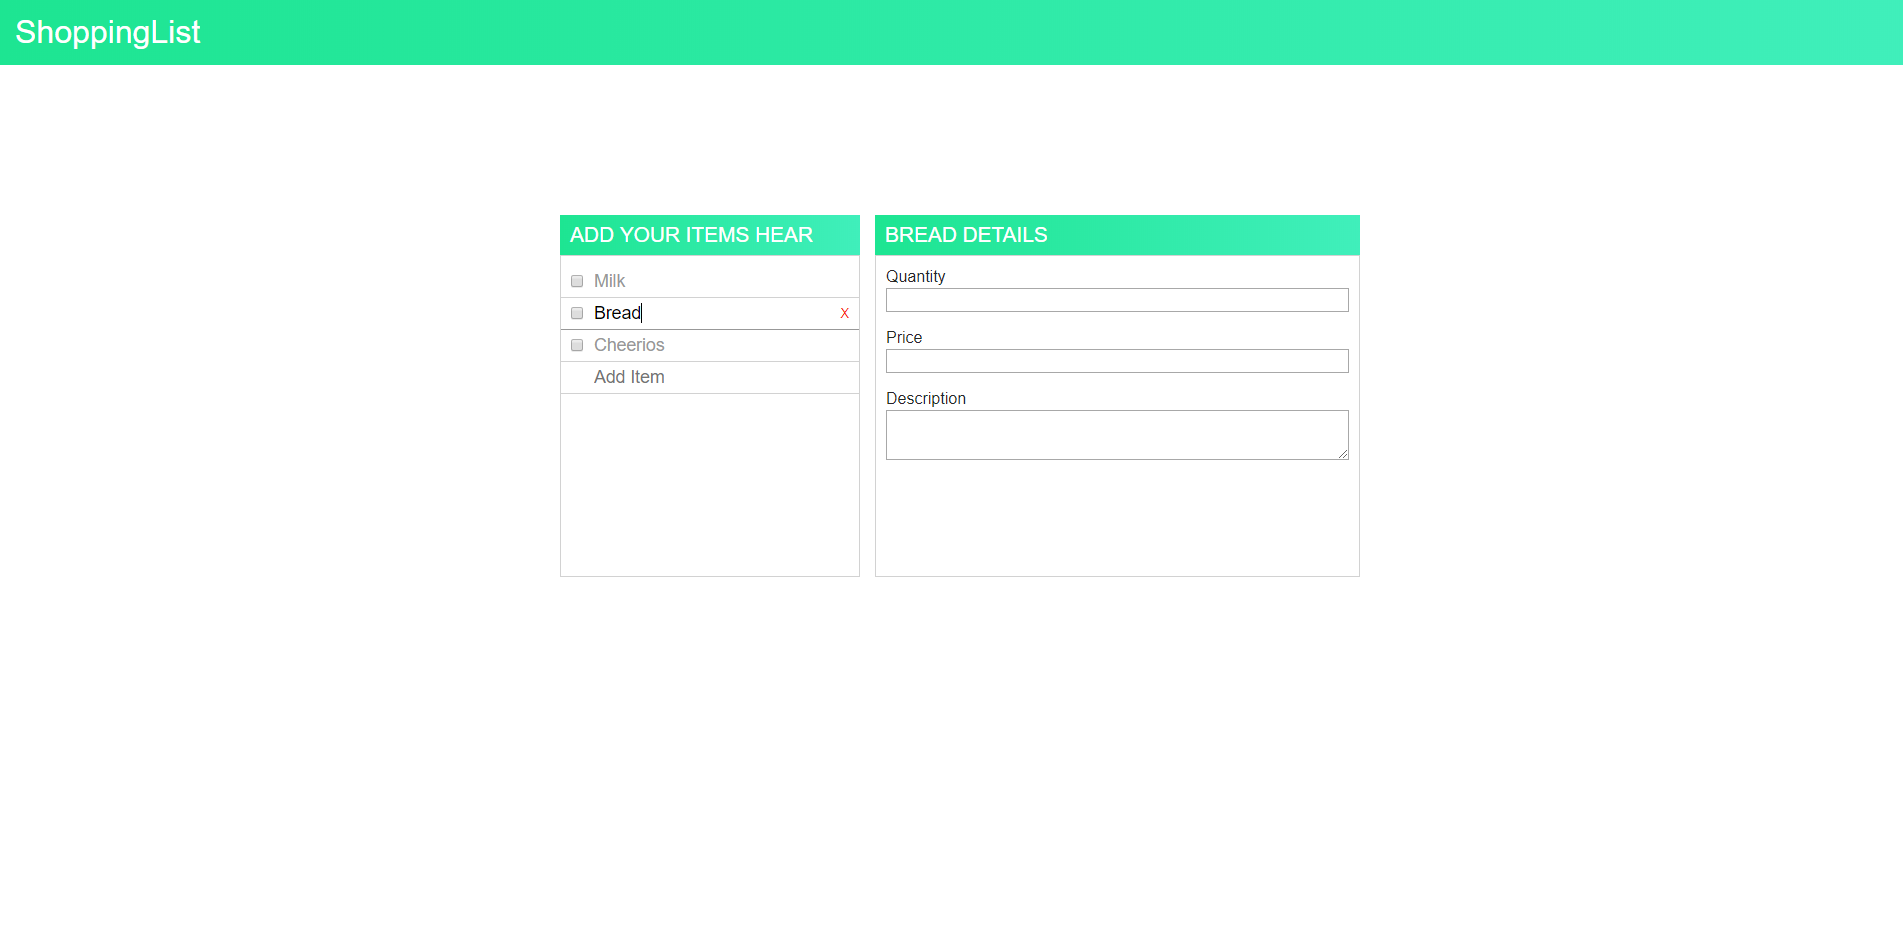 ShoppingList
ADD YOUR ITEMS HEAR
Milk
Bread X
Cheerios
Add Item
BREAD DETAILS
Quantity
Price
Description